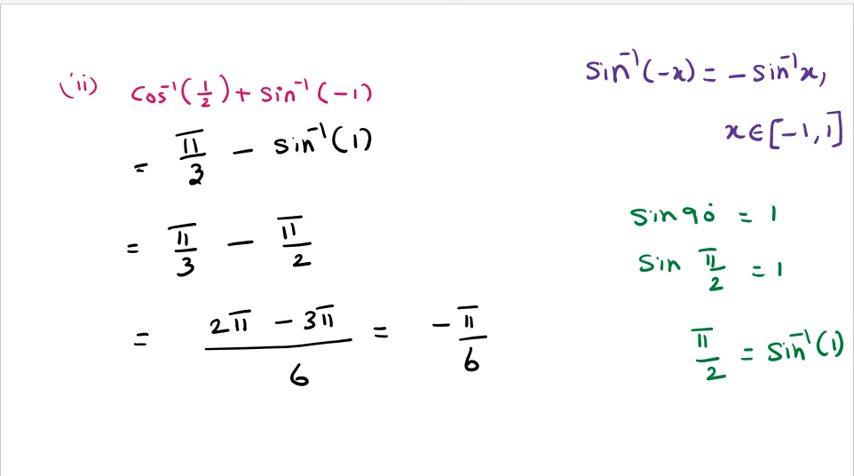 (ii) cos⁻¹(1/2) + sin⁻¹(-1)
= π/3 - sin⁻¹(1)
= π/3 - π/2
= (2π - 3π)/6 = -π/6
sin⁻¹(-x) = -sin⁻¹x,
x∈[-1,1]
sin 90° = 1
sin π/2 = 1
π/2 = sin⁻¹(1)